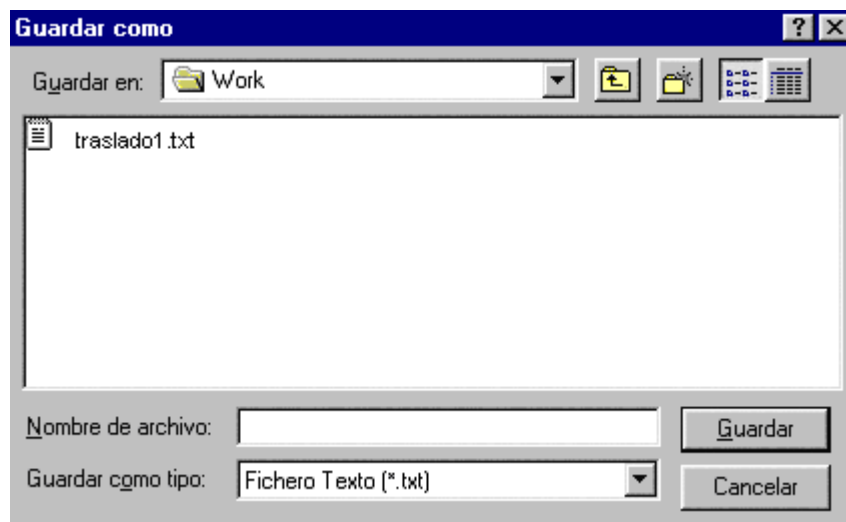 Guardar como
Guardar en: Work
traslado1.txt
Nombre de archivo:
Guardar
Guardar como tipo: Fichero Texto (*.txt)
Cancelar